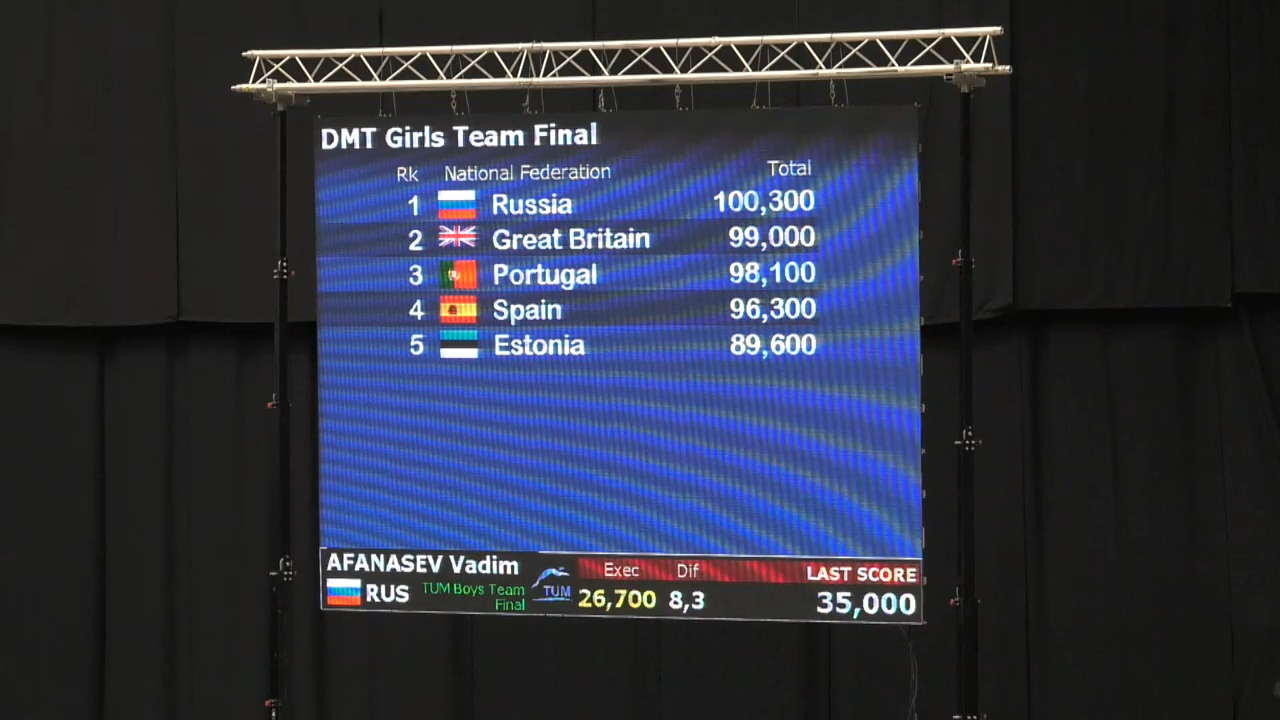 DMT Girls Team Final
Rk National Federation Total
1 Russia 100,300
2 Great Britain 99,000
3 Portugal 98,100
4 Spain 96,300
5 Estonia 89,600
AFANASEV Vadim Exec Dif LAST SCORE
RUS TUM Boys Team Final TUM 26,700 8,3 35,000